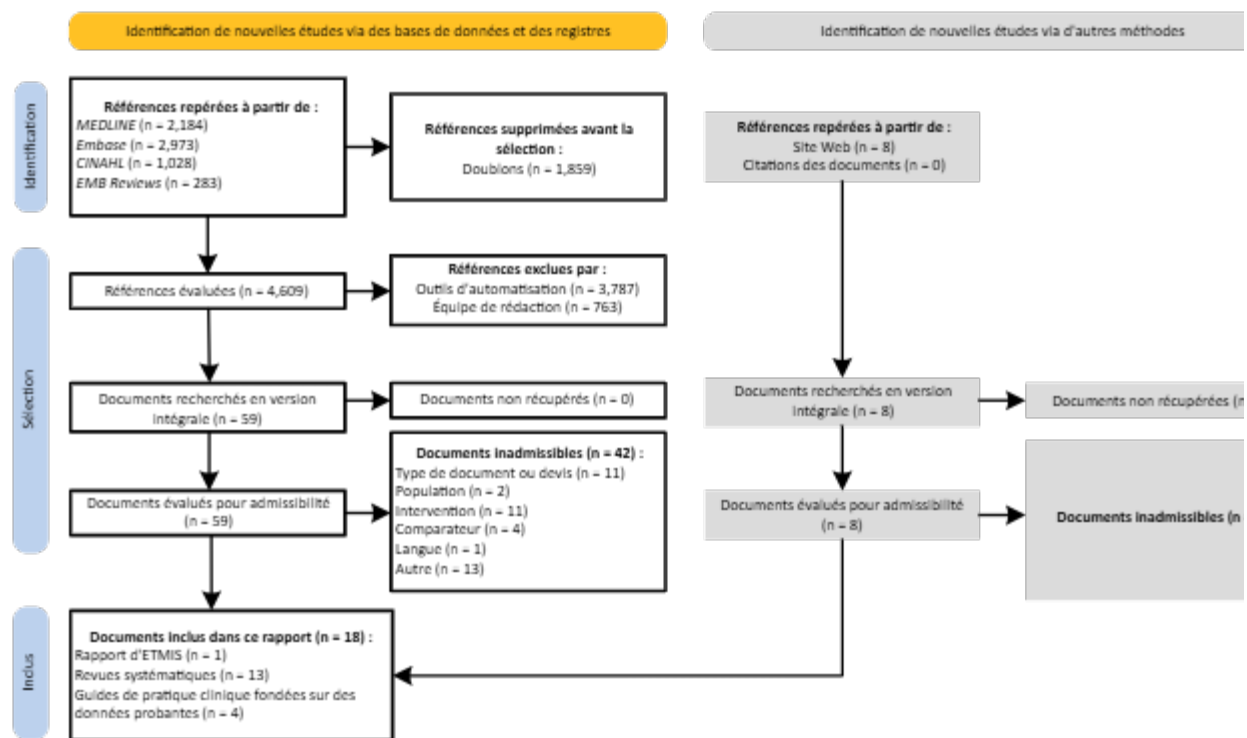 Identification de nouvelles études via des bases de données et des registres
Identification de nouvelles études via d'autres méthodes
Identification
Références repérées à partir de :
MEDLINE (n = 2,184)
Embase (n = 2,973)
CINAHL (n = 1,028)
EMB Reviews (n = 283)
Références supprimées avant la
sélection :
Doublons (n = 1,859)
Références repérées à partir de :
Site Web (n = 8)
Citations des documents (n = 0)
Sélection
Références évaluées (n = 4,609)
Références exclues par :
Outils d'automatisation (n = 3,787)
Équipe de rédaction (n = 763)
Documents recherchés en version
intégrale (n = 59)
Documents non récupérés (n = 0)
Documents recherchés en version
intégrale (n = 8)
Documents non récupérées (n
Documents évalués pour admissibilité
(n = 59)
Documents inadmissibles (n = 42) :
Type de document ou devis (n = 11)
Population (n = 2)
Intervention (n = 11)
Comparateur (n = 4)
Langue (n = 1)
Autre (n = 13)
Documents évalués pour admissibilité
(n = 8)
Documents inadmissibles (n
Inclus
Documents inclus dans ce rapport (n = 18) :
Rapport d'ETMIS (n = 1)
Revues systématiques (n = 13)
Guides de pratique clinique fondées sur des
données probantes (n = 4)